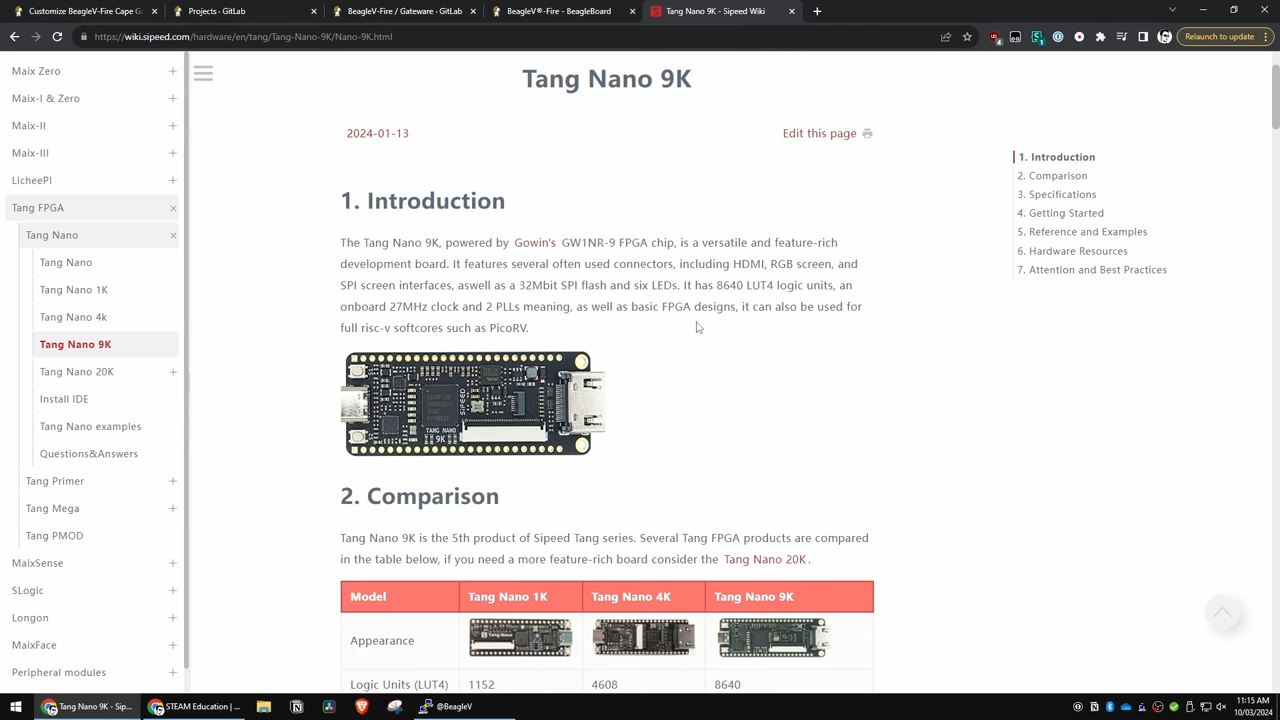 Customize BeagleV Fire Cape G
Projects · GitLab
BeagleV-Fire / Gateware · GitLab
BeagleV®-Fire - BeagleBoard
Tang Nano 9K - Sipeed Wiki
https://wiki.sipeed.com/hardware/en/tang/Tang-Nano-9K/Nano-9K.html
Relaunch to update
Maix Zero
Maix-I & Zero
Maix-II
Maix-III
LicheePI
Tang FPGA
Tang Nano
Tang Nano
Tang Nano 1K
Tang Nano 4k
Tang Nano 9K
Tang Nano 20K
Install IDE
Tang Nano examples
Questions&Answers
Tang Primer
Tang Mega
Tang PMOD
MaixSense
SLogic
Longon
MaixFace
Peripheral modules
Tang Nano 9K
2024-01-13
Edit this page
1. Introduction
The Tang Nano 9K, powered by Gowin's GW1NR-9 FPGA chip, is a versatile and feature-rich
development board. It features several often used connectors, including HDMI, RGB screen, and
SPI screen interfaces, aswell as a 32Mbit SPI flash and six LEDs. It has 8640 LUT4 logic units, an
onboard 27MHz clock and 2 PLLs meaning, as well as basic FPGA designs, it can also be used for
full risc-v softcores such as PicoRV.
SIPEED
TANG NANO
9K
2. Comparison
Tang Nano 9K is the 5th product of Sipeed Tang series. Several Tang FPGA products are compared
in the table below, if you need a more feature-rich board consider the Tang Nano 20K.
Model Tang Nano 1K Tang Nano 4K Tang Nano 9K
Appearance
Logic Units (LUT4) 1152 4608 8640
1. Introduction
2. Comparison
3. Specifications
4. Getting Started
5. Reference and Examples
6. Hardware Resources
7. Attention and Best Practices
Tang Nano 9K - Sip...
STEAM Education | ...
@BeagleV
11:15 AM
10/03/2024